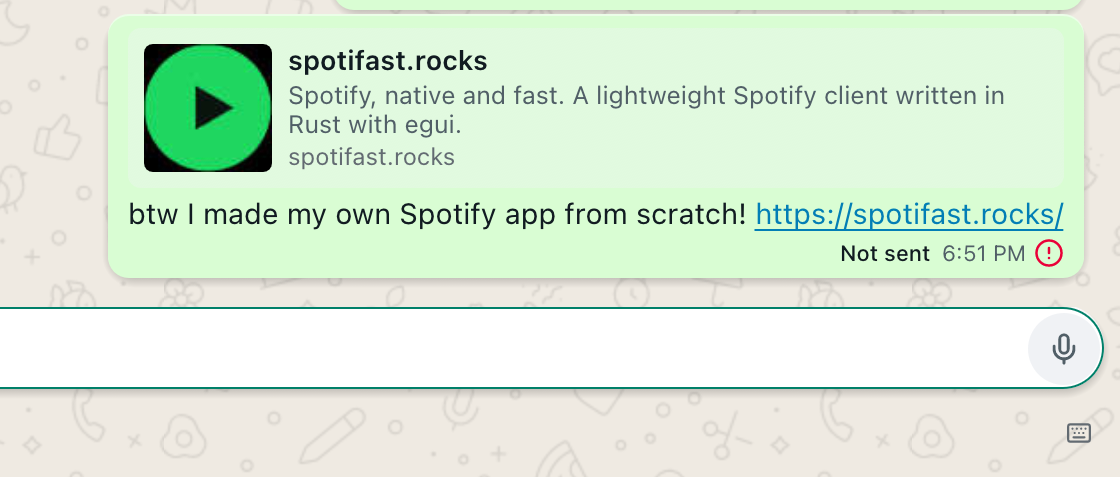 spotifast.rocks
Spotify, native and fast. A lightweight Spotify client written in
Rust with egui.
spotifast.rocks
btw I made my own Spotify app from scratch! https://spotifast.rocks/
Not sent 6:51 PM